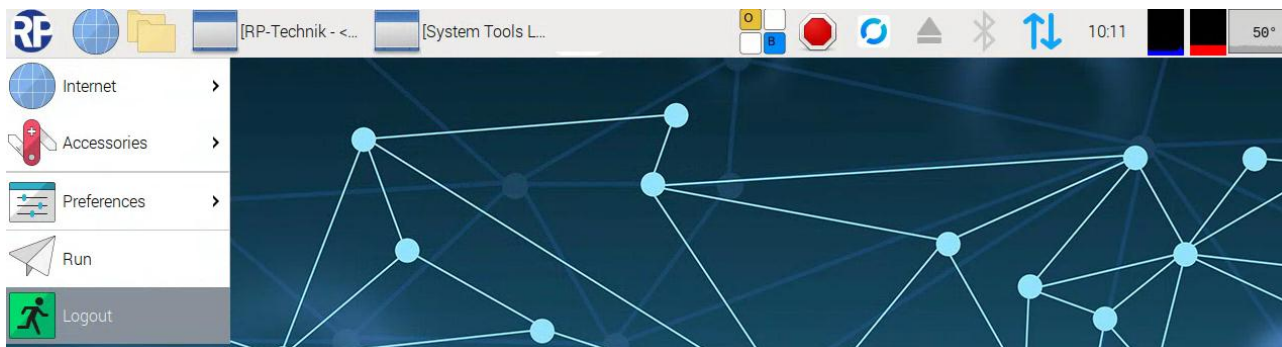 RP [RP-Technik - <... [System Tools L... O B 10:11 50°
Internet
Accessories
Preferences
Run
Logout